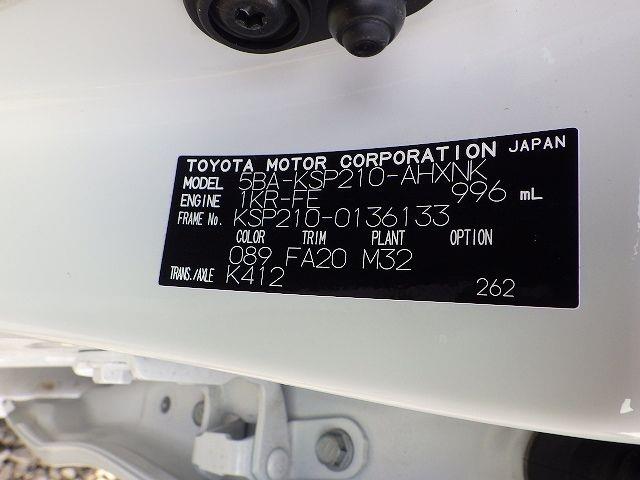 TOYOTA MOTOR CORPORATION JAPAN
MODEL 5BA-KSP210-AHXNK
ENGINE 1KR-FE 996 mL
FRAME No. KSP210-0136133
COLOR TRIM PLANT OPTION
089 FA20 M32
TRANS./AXLE K412
262